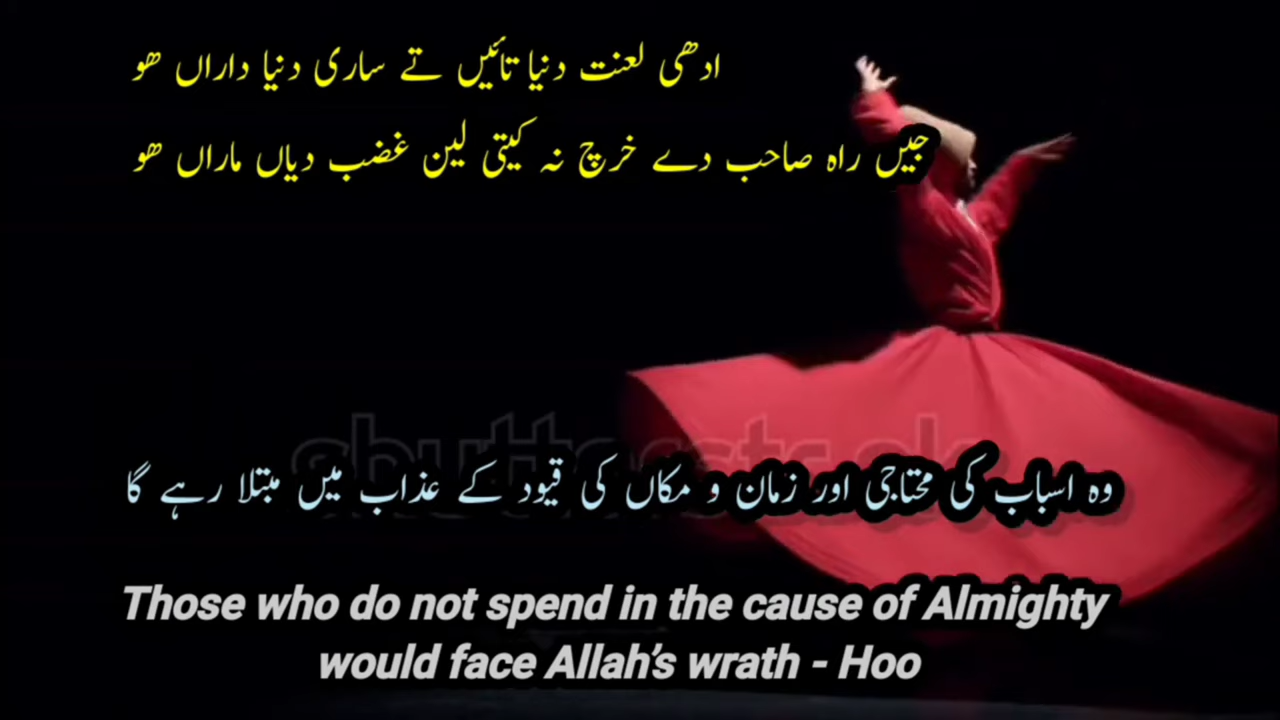 ادھی لعنت دنیا تائیں تے ساری دنیا داراں ھو
جیں راہ صاحب دے خرچ نہ کیتی لین غضب دیاں ماراں ھو
shutterstock
وہ اسباب کی محتاجی اور زمان و مکاں کی قیود کے عذاب میں مبتلا رہے گا
Those who do not spend in the cause of Almighty
would face Allah's wrath - Hoo